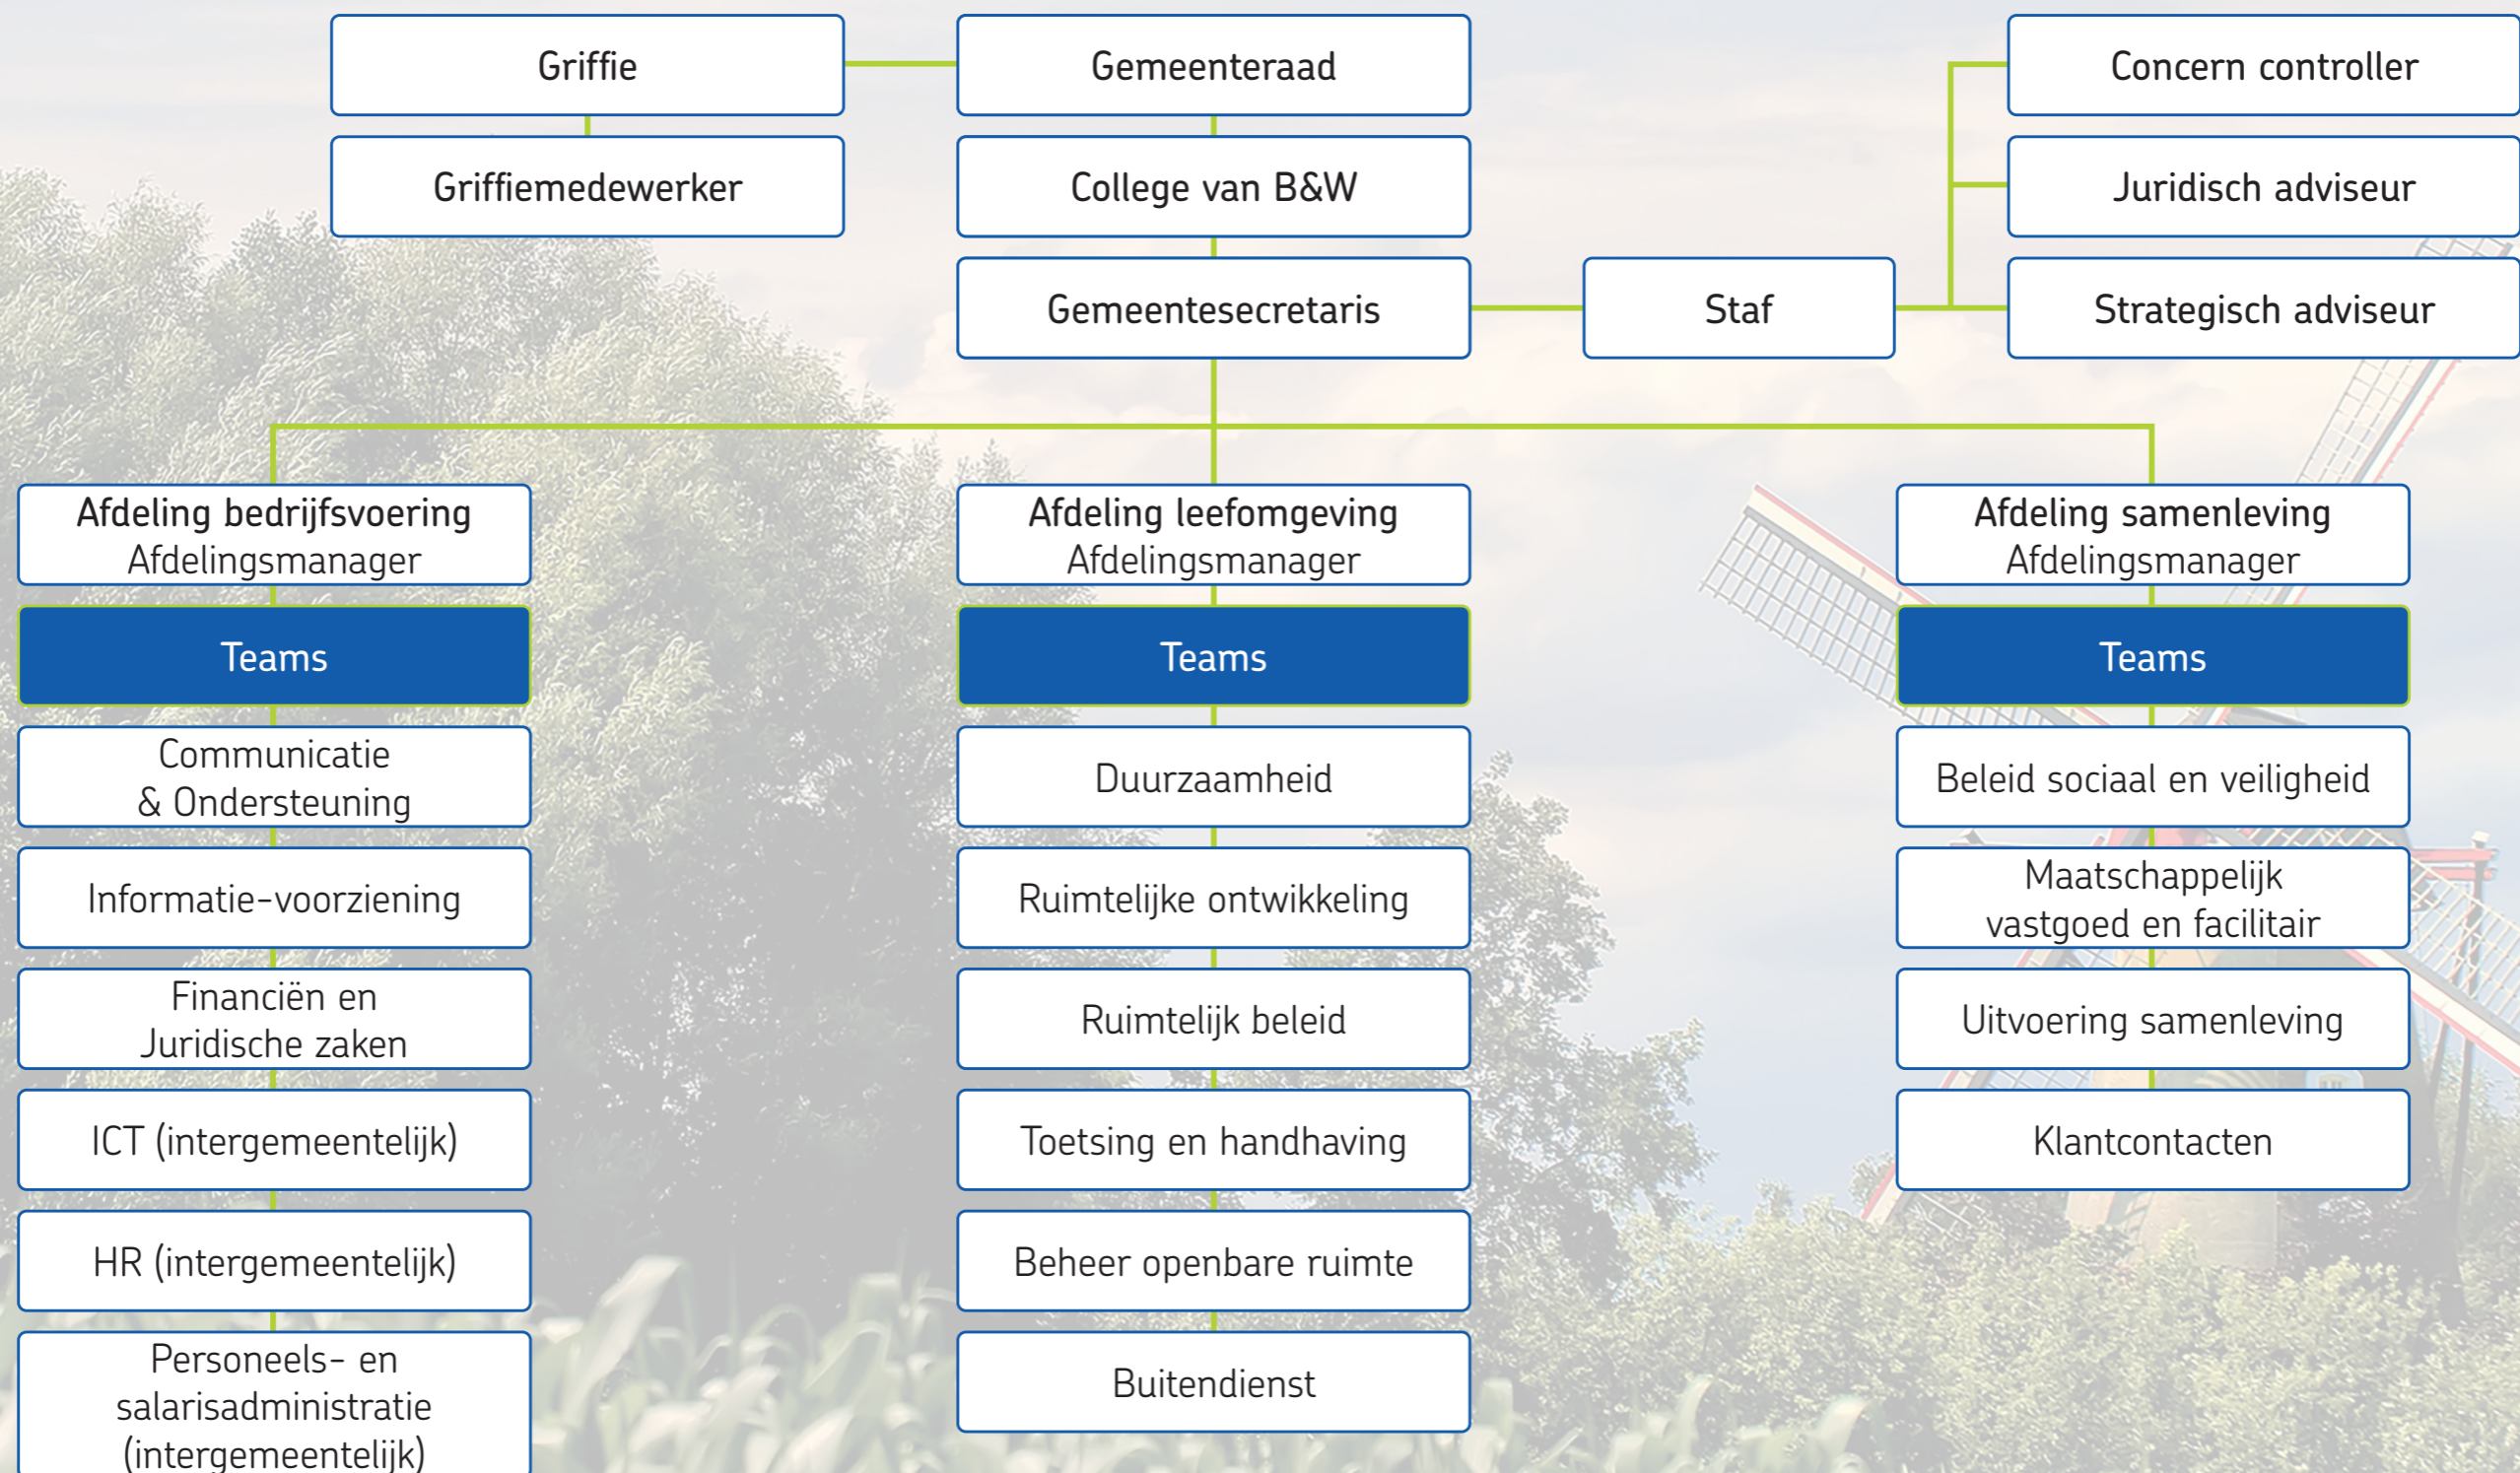 Griffie
Gemeenteraad
Concern controller
Griffiemedewerker
College van B&W
Juridisch adviseur
Gemeentesecretaris
Staf
Strategisch adviseur
Afdeling bedrijfsvoering
Afdelingsmanager
Teams
Communicatie
& Ondersteuning
Informatie-voorziening
Financiën en
Juridische zaken
ICT (intergemeentelijk)
HR (intergemeentelijk)
Personeels- en
salarisadministratie
(intergemeentelijk)
Afdeling leefomgeving
Afdelingsmanager
Teams
Duurzaamheid
Ruimtelijke ontwikkeling
Ruimtelijk beleid
Toetsing en handhaving
Beheer openbare ruimte
Buitendienst
Afdeling samenleving
Afdelingsmanager
Teams
Beleid sociaal en veiligheid
Maatschappelijk
vastgoed en facilitair
Uitvoering samenleving
Klantcontacten